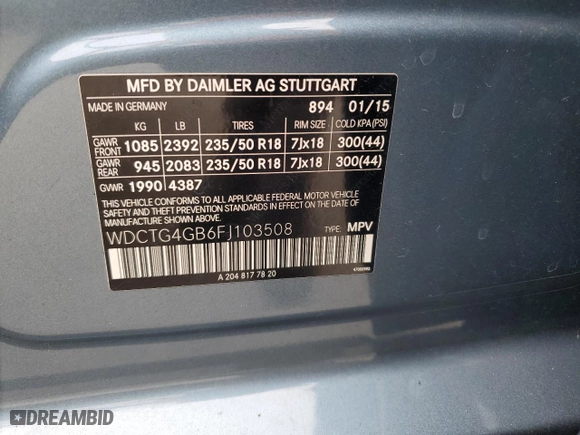 MFD BY DAIMLER AG STUTTGART
MADE IN GERMANY 894 01/15
KG LB TIRES RIM SIZE COLD KPA(PSI)
GAWR FRONT 1085 2392 235/50 R18 7Jx18 300(44)
GAWR REAR 945 2083 235/50 R18 7Jx18 300(44)
GVWR 1990 4387
THIS VEHICLE CONFORMS TO ALL APPLICABLE FEDERAL MOTOR VEHICLE
SAFETY STANDARDS IN EFFECT ON THE DATE OF MANUFACTURE SHOWN ABOVE.
WDCTG4GB6FJ103508 TYPE: MPV
A 204 817 78 20
DREAMBID